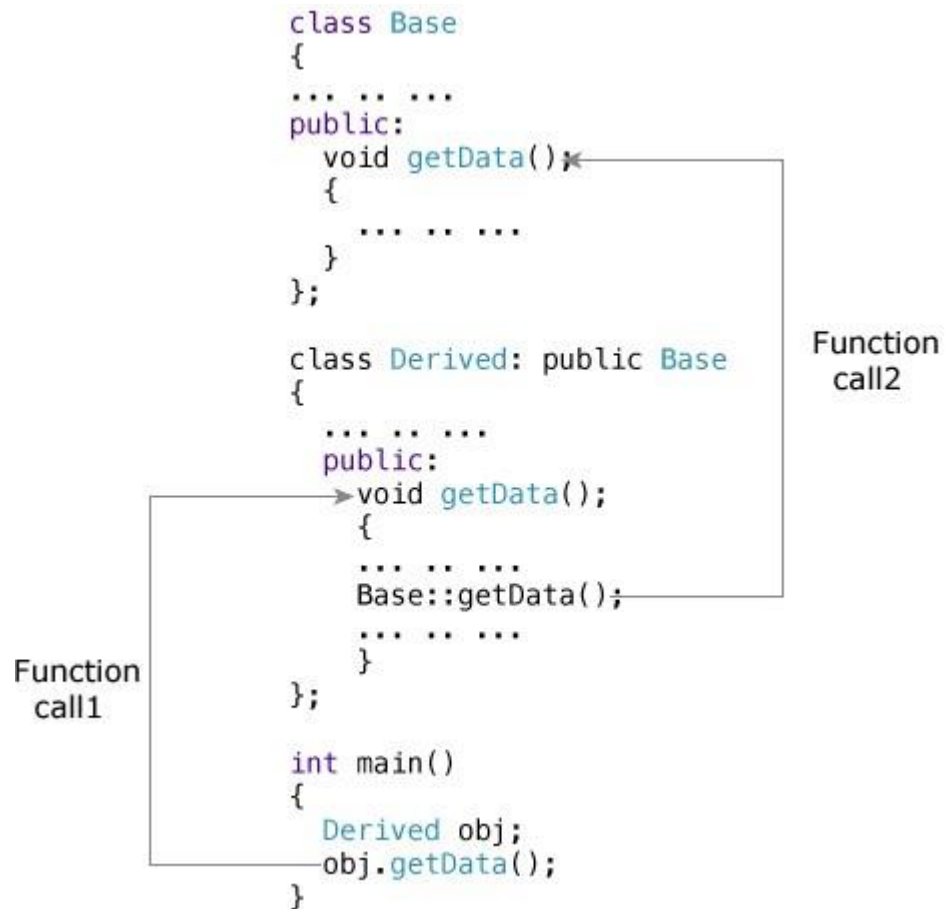 class Base
{
... .. ...
public:
void getData();
{
... .. ...
}
};
class Derived: public Base
{
... .. ...
public:
void getData();
{
... .. ...
Base::getData();
... .. ...
}
};
int main()
{
Derived obj;
obj.getData();
}
Function
call1
Function
call2